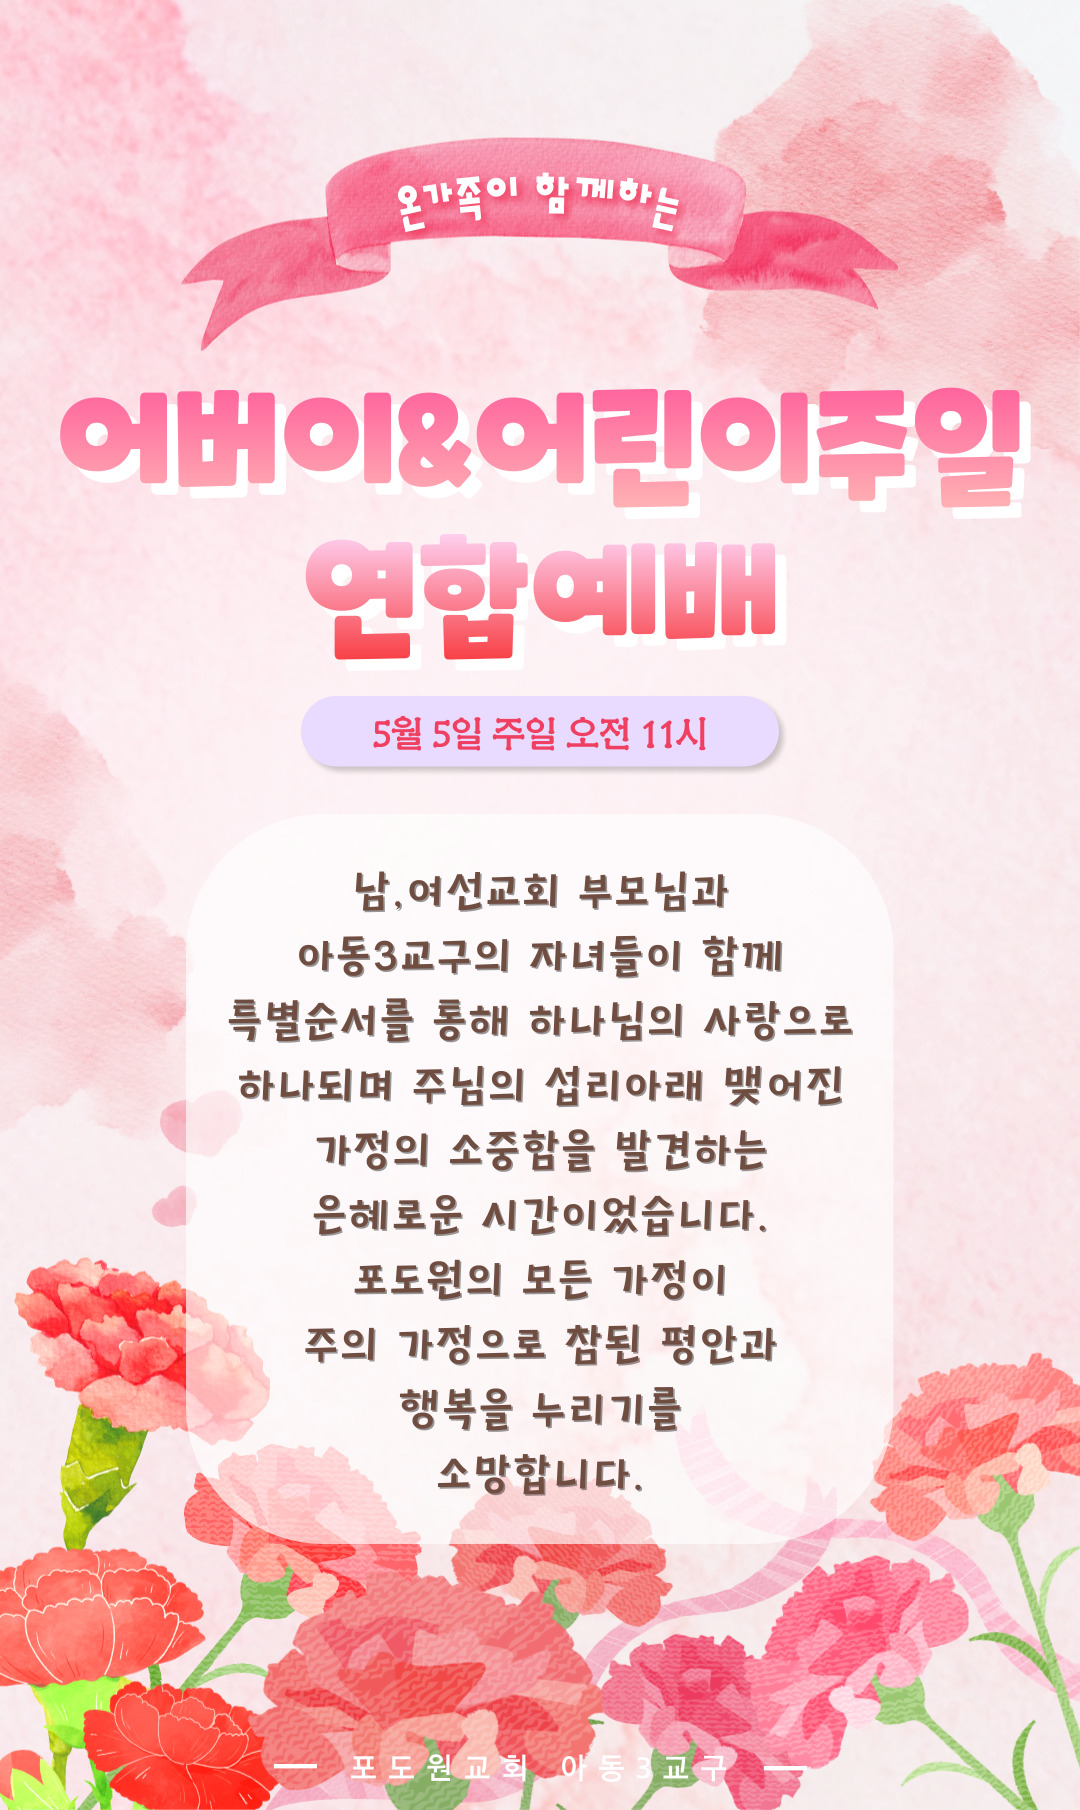 온가족이 함께하는
어버이&어린이주일
연합예배
5월 5일 주일 오전 11시
남,여선교회 부모님과
아동3교구의 자녀들이 함께
특별순서를 통해 하나님의 사랑으로
하나되며 주님의 섭리아래 맺어진
가정의 소중함을 발견하는
은혜로운 시간이었습니다.
포도원의 모든 가정이
주의 가정으로 참된 평안과
행복을 누리기를
소망합니다.
포도원교회 아동3교구